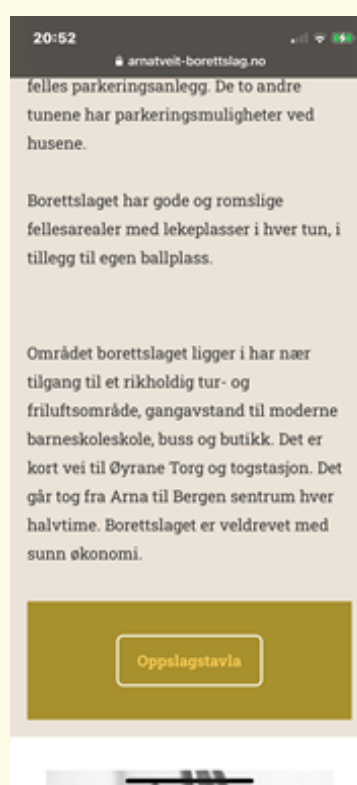 20:52
arnatveit-borettslag.no
felles parkeringsanlegg. De to andre
tunene har parkeringsmuligheter ved
husene.
Borettslaget har gode og romslige
fellesarealer med lekeplasser i hver tun, i
tillegg til egen ballplass.
Området borettslaget ligger i har nær
tilgang til et rikholdig tur- og
friluftsområde, gangavstand til moderne
barneskoleskole, buss og butikk. Det er
kort vei til Øyrane Torg og togstasjon. Det
går tog fra Arna til Bergen sentrum hver
halvtime. Borettslaget er veldrevet med
sunn økonomi.
Oppslagstavla